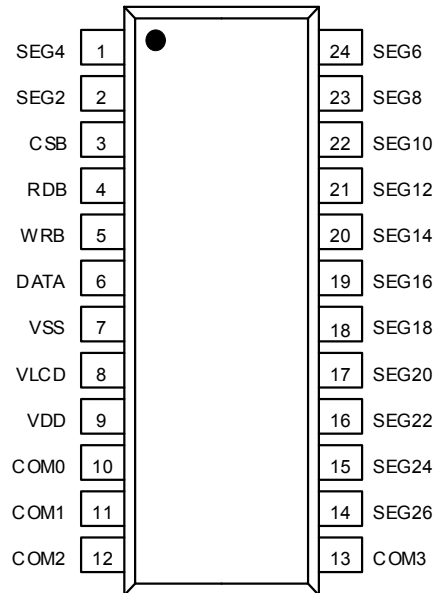 SEG4 1 24 SEG6
SEG2 2 23 SEG8
CSB 3 22 SEG10
RDB 4 21 SEG12
WRB 5 20 SEG14
DATA 6 19 SEG16
VSS 7 18 SEG18
VLCD 8 17 SEG20
VDD 9 16 SEG22
COM0 10 15 SEG24
COM1 11 14 SEG26
COM2 12 13 COM3